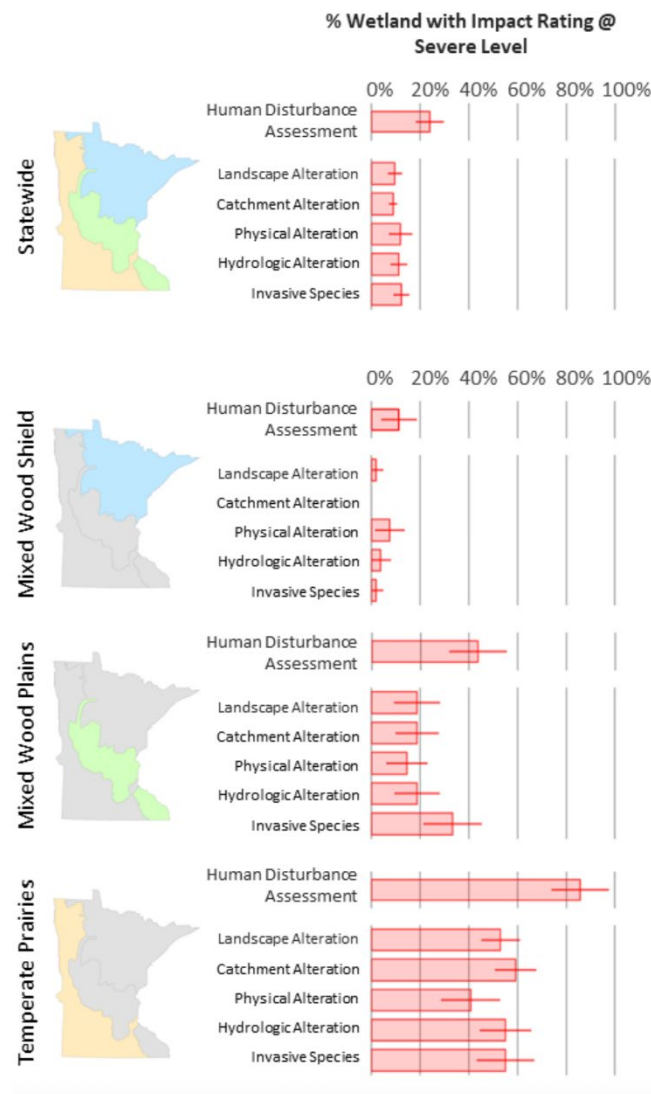 % Wetland with Impact Rating @
Severe Level
0% 20% 40% 60% 80% 100%
Statewide
Human Disturbance
Assessment
Landscape Alteration
Catchment Alteration
Physical Alteration
Hydrologic Alteration
Invasive Species
0% 20% 40% 60% 80% 100%
Mixed Wood Shield
Human Disturbance
Assessment
Landscape Alteration
Catchment Alteration
Physical Alteration
Hydrologic Alteration
Invasive Species
Mixed Wood Plains
Human Disturbance
Assessment
Landscape Alteration
Catchment Alteration
Physical Alteration
Hydrologic Alteration
Invasive Species
Temperate Prairies
Human Disturbance
Assessment
Landscape Alteration
Catchment Alteration
Physical Alteration
Hydrologic Alteration
Invasive Species